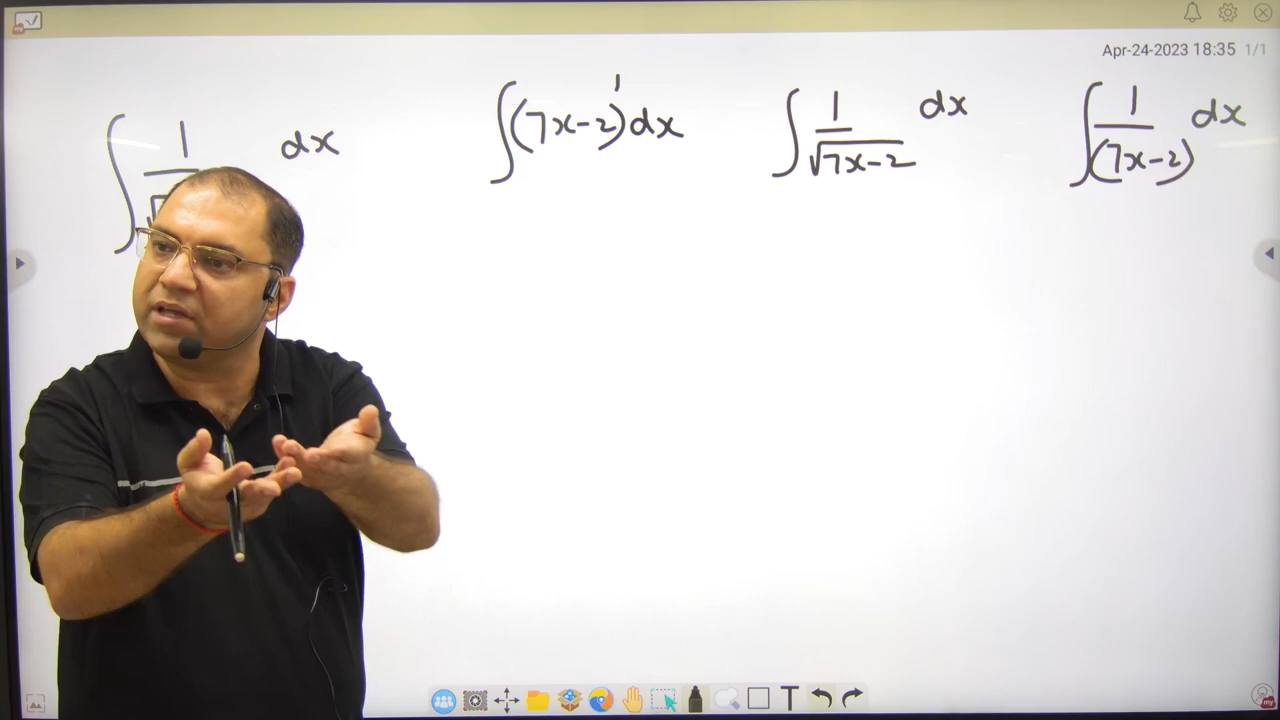 Apr-24-2023 18:35 1/1
∫ 1/√ dx
∫(7x-2)¹dx
∫ 1/√7x-2 dx
∫ 1/(7x-2) dx
T